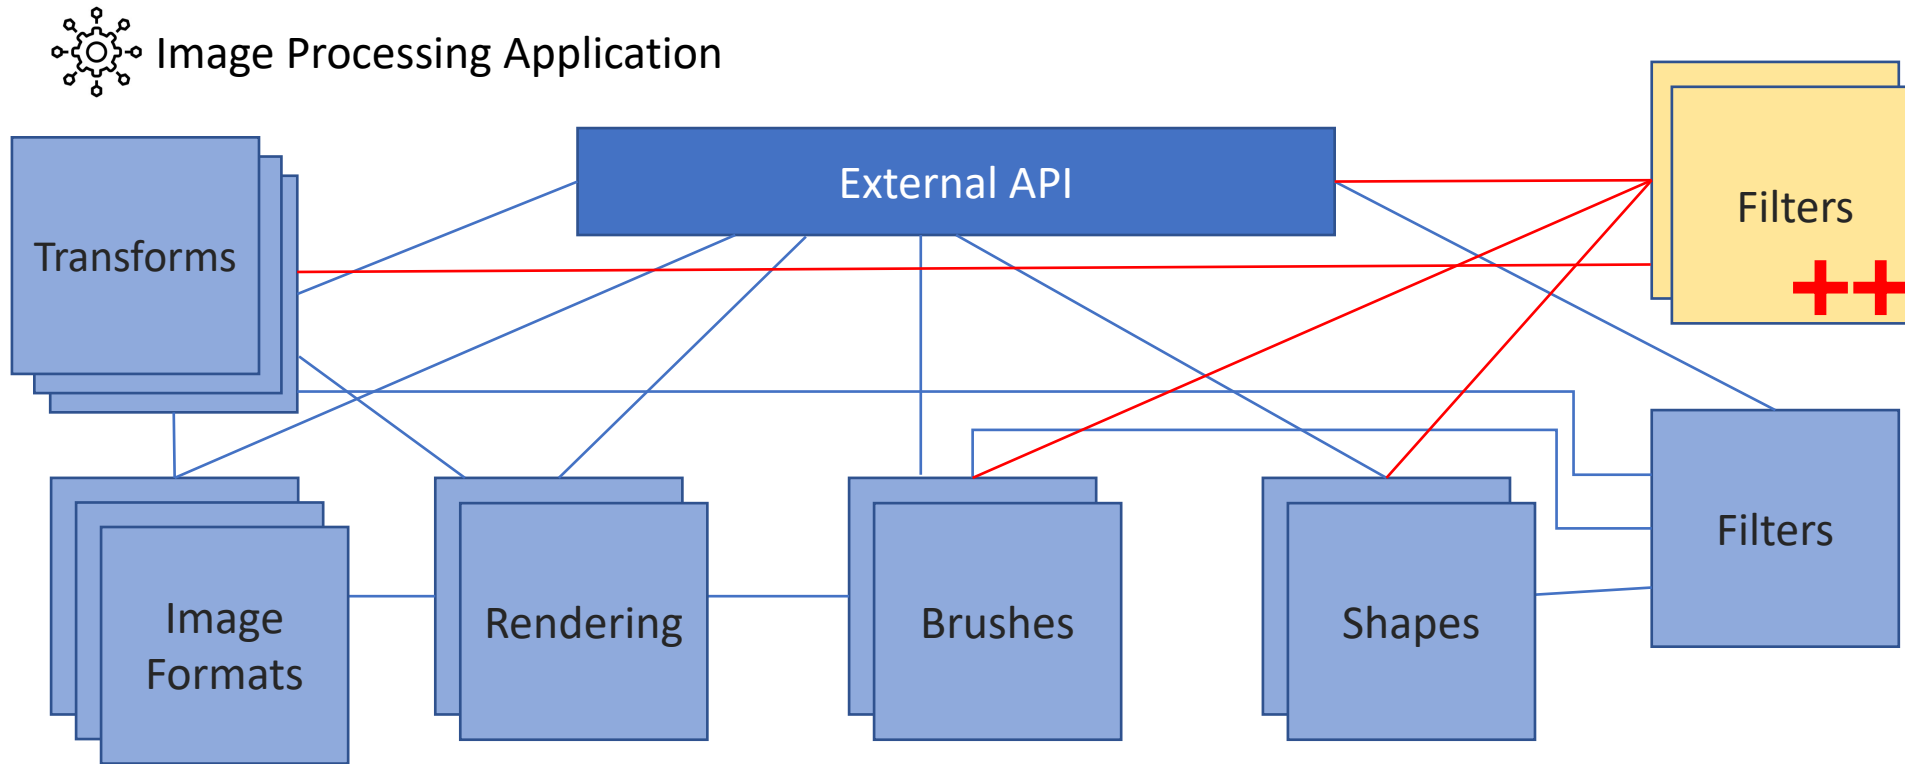 Image Processing Application
External API
Transforms
Filters
++
Image
Formats
Rendering
Brushes
Shapes
Filters